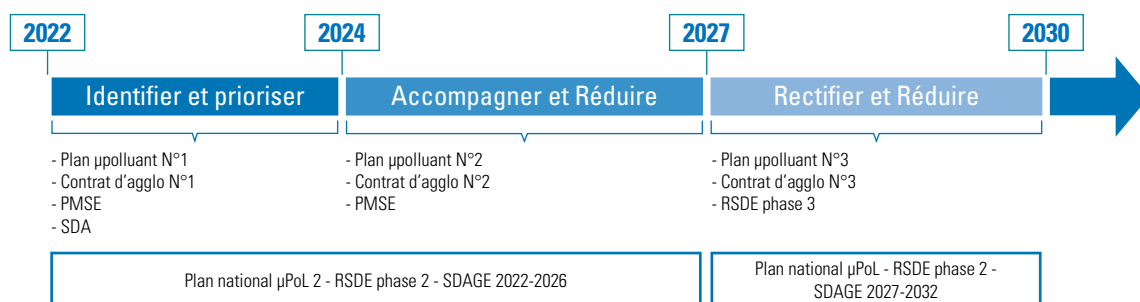 2022 2024 2027 2030
Identifier et prioriser Accompagner et Réduire Rectifier et Réduire
- Plan µpolluant N°1
- Contrat d'agglo N°1
- PMSE
- SDA
- Plan µpolluant N°2
- Contrat d'agglo N°2
- PMSE
- Plan µpolluant N°3
- Contrat d'agglo N°3
- RSDE phase 3
Plan national µPoL 2 - RSDE phase 2 - SDAGE 2022-2026
Plan national µPoL - RSDE phase 2 -
SDAGE 2027-2032